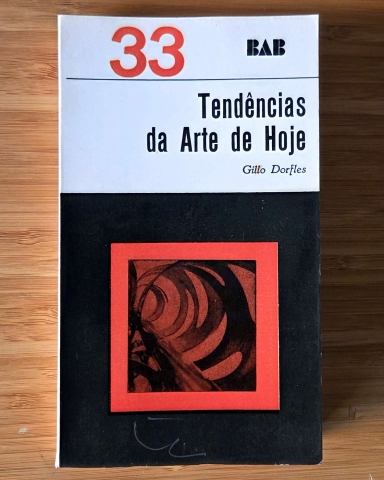 33
BAB
Tendências
da Arte de Hoje
Gillo Dorfles